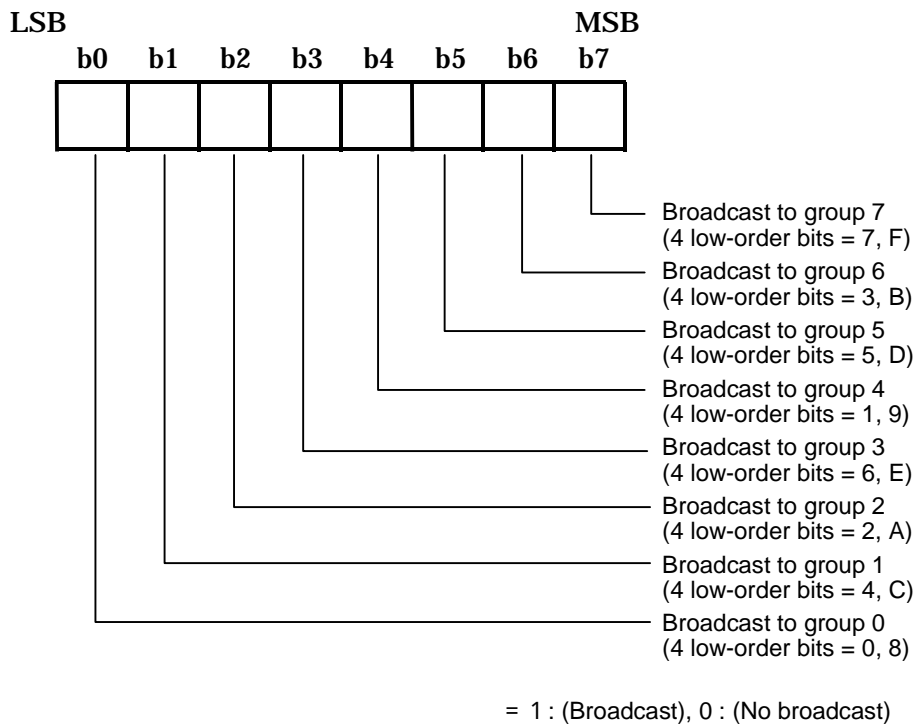 LSB MSB
b0 b1 b2 b3 b4 b5 b6 b7
Broadcast to group 7
(4 low-order bits = 7, F)
Broadcast to group 6
(4 low-order bits = 3, B)
Broadcast to group 5
(4 low-order bits = 5, D)
Broadcast to group 4
(4 low-order bits = 1, 9)
Broadcast to group 3
(4 low-order bits = 6, E)
Broadcast to group 2
(4 low-order bits = 2, A)
Broadcast to group 1
(4 low-order bits = 4, C)
Broadcast to group 0
(4 low-order bits = 0, 8)
= 1 : (Broadcast), 0 : (No broadcast)